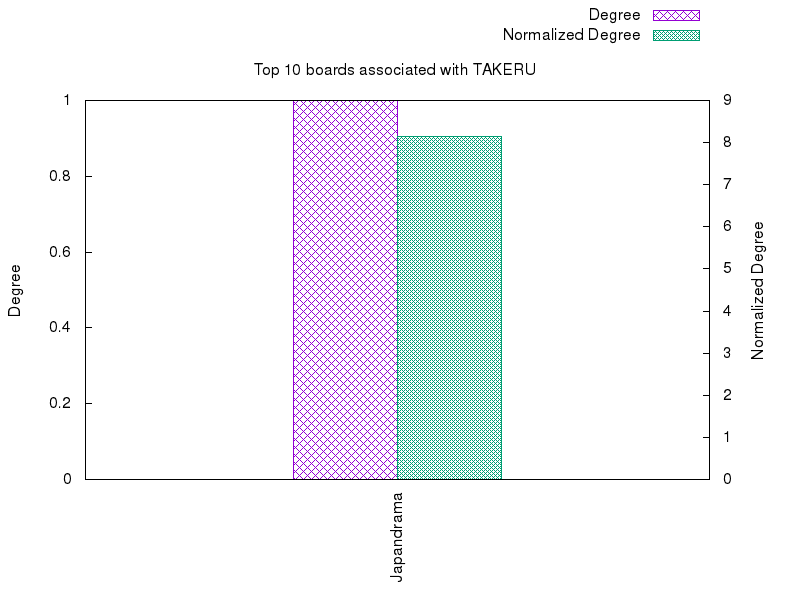 Degree
Normalized Degree
Top 10 boards associated with TAKERU
1
0.8
0.6
0.4
0.2
0
Degree
9
8
7
6
5
4
3
2
1
0
Normalized Degree
Japandrama